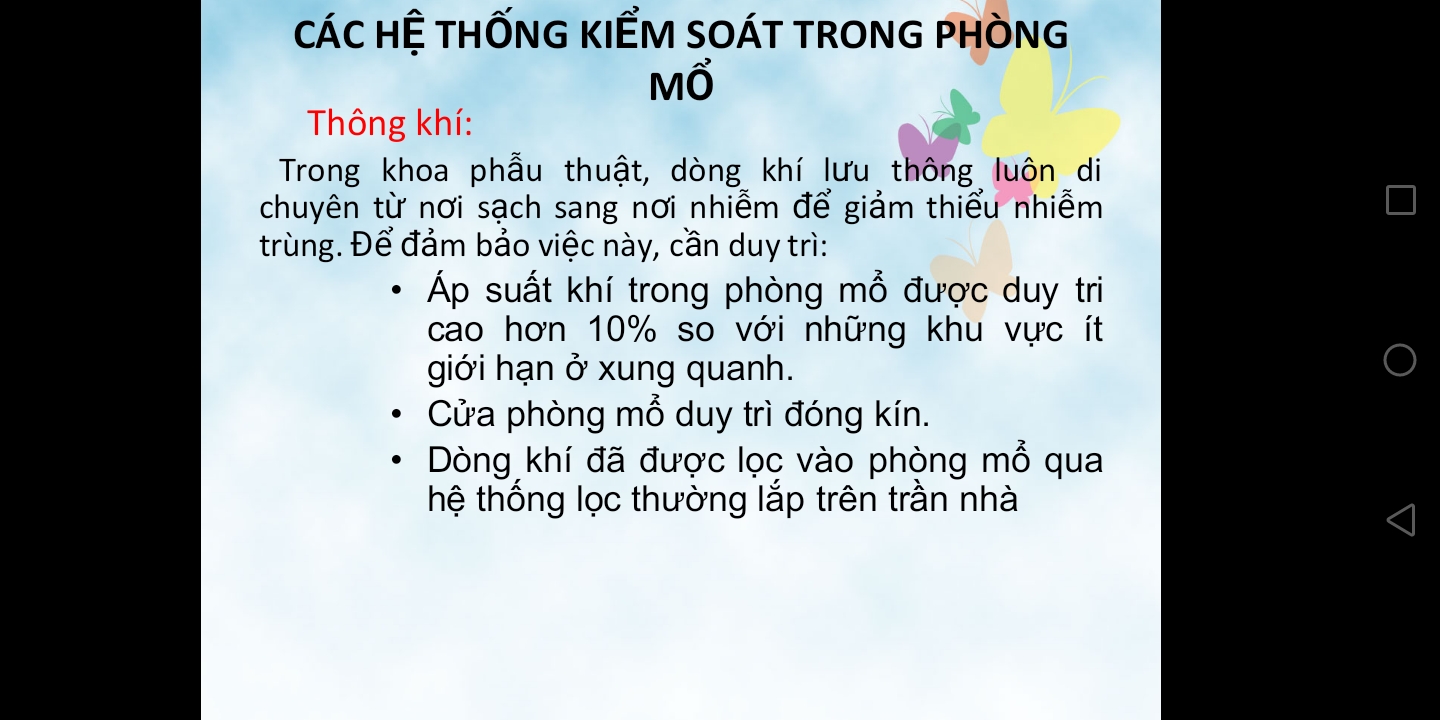 CÁC HỆ THỐNG KIỂM SOÁT TRONG PHÒNG
MỔ
Thông khí:
Trong khoa phẫu thuật, dòng khí lưu thông luôn di
chuyên từ nơi sạch sang nơi nhiễm để giảm thiểu nhiễm
trùng. Để đảm bảo việc này, cần duy trì:
• Áp suất khí trong phòng mổ được duy tri
cao hơn 10% so với những khu vực ít
giới hạn ở xung quanh.
• Cửa phòng mổ duy trì đóng kín.
• Dòng khí đã được lọc vào phòng mổ qua
hệ thống lọc thường lắp trên trần nhà